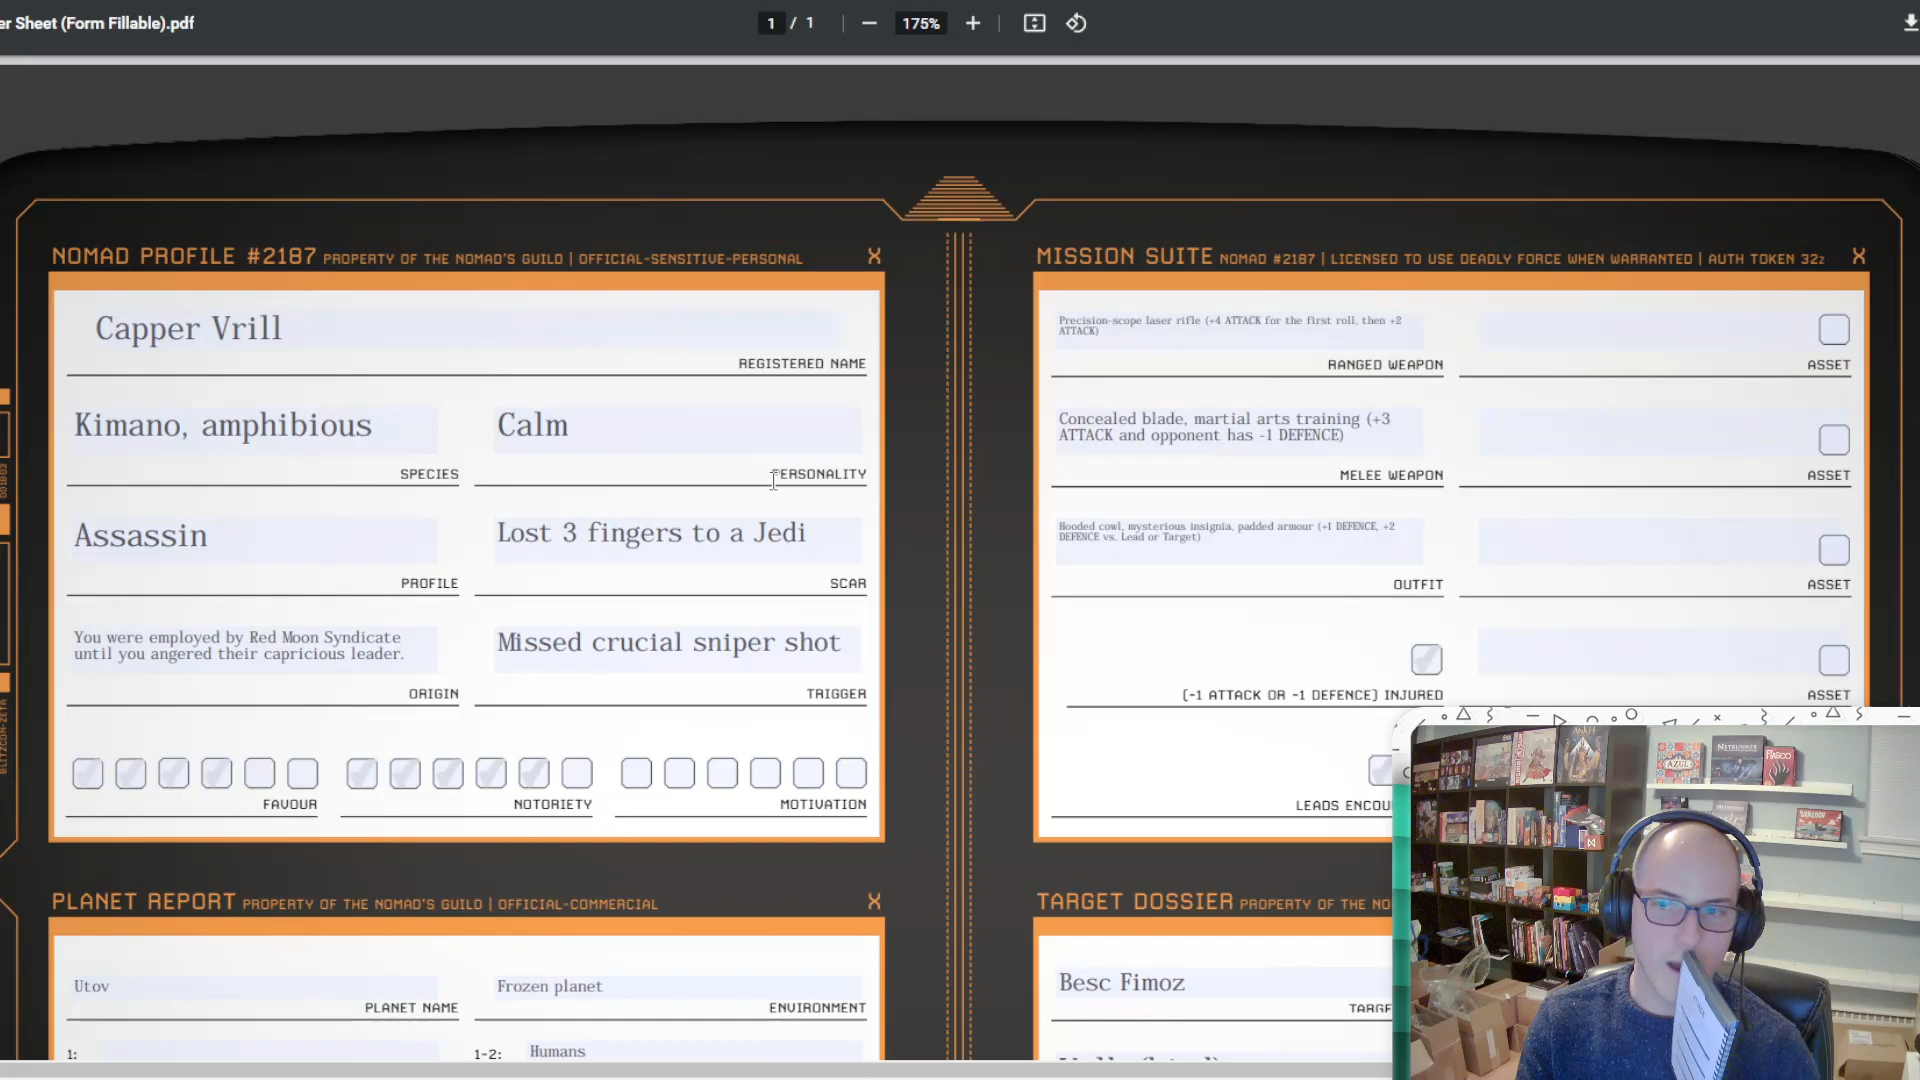 er Sheet (Form Fillable).pdf
1 / 1
175%
NOMAD PROFILE #2187 PROPERTY OF THE NOMAD'S GUILD | OFFICIAL-SENSITIVE-PERSONAL X
Capper Vrill
REGISTERED NAME
Kimano, amphibious
SPECIES
Calm
PERSONALITY
Assassin
PROFILE
Lost 3 fingers to a Jedi
SCAR
You were employed by Red Moon Syndicate
until you angered their capricious leader.
ORIGIN
Missed crucial sniper shot
TRIGGER
FAVOUR
NOTORIETY
MOTIVATION
MISSION SUITE NOMAD #2187 | LICENSED TO USE DEADLY FORCE WHEN WARRANTED | AUTH TOKEN 32z X
Precision-scope laser rifle (+4 ATTACK for the first roll, then +2
ATTACK)
RANGED WEAPON
ASSET
Concealed blade, martial arts training (+3
ATTACK and opponent has -1 DEFENCE)
MELEE WEAPON
ASSET
Hooded cowl, mysterious insignia, padded armour (+1 DEFENCE, +2
DEFENCE vs. Lead or Target)
OUTFIT
ASSET
(-1 ATTACK OR -1 DEFENCE) INJURED
ASSET
LEADS ENCOU
PLANET REPORT PROPERTY OF THE NOMAD'S GUILD | OFFICIAL-COMMERCIAL X
Utov
PLANET NAME
Frozen planet
ENVIRONMENT
1:
1-2: Humans
TARGET DOSSIER PROPERTY OF THE NO
Besc Fimoz
TARGE
ANKH
AZUL
NETRUNNER
FIASCO